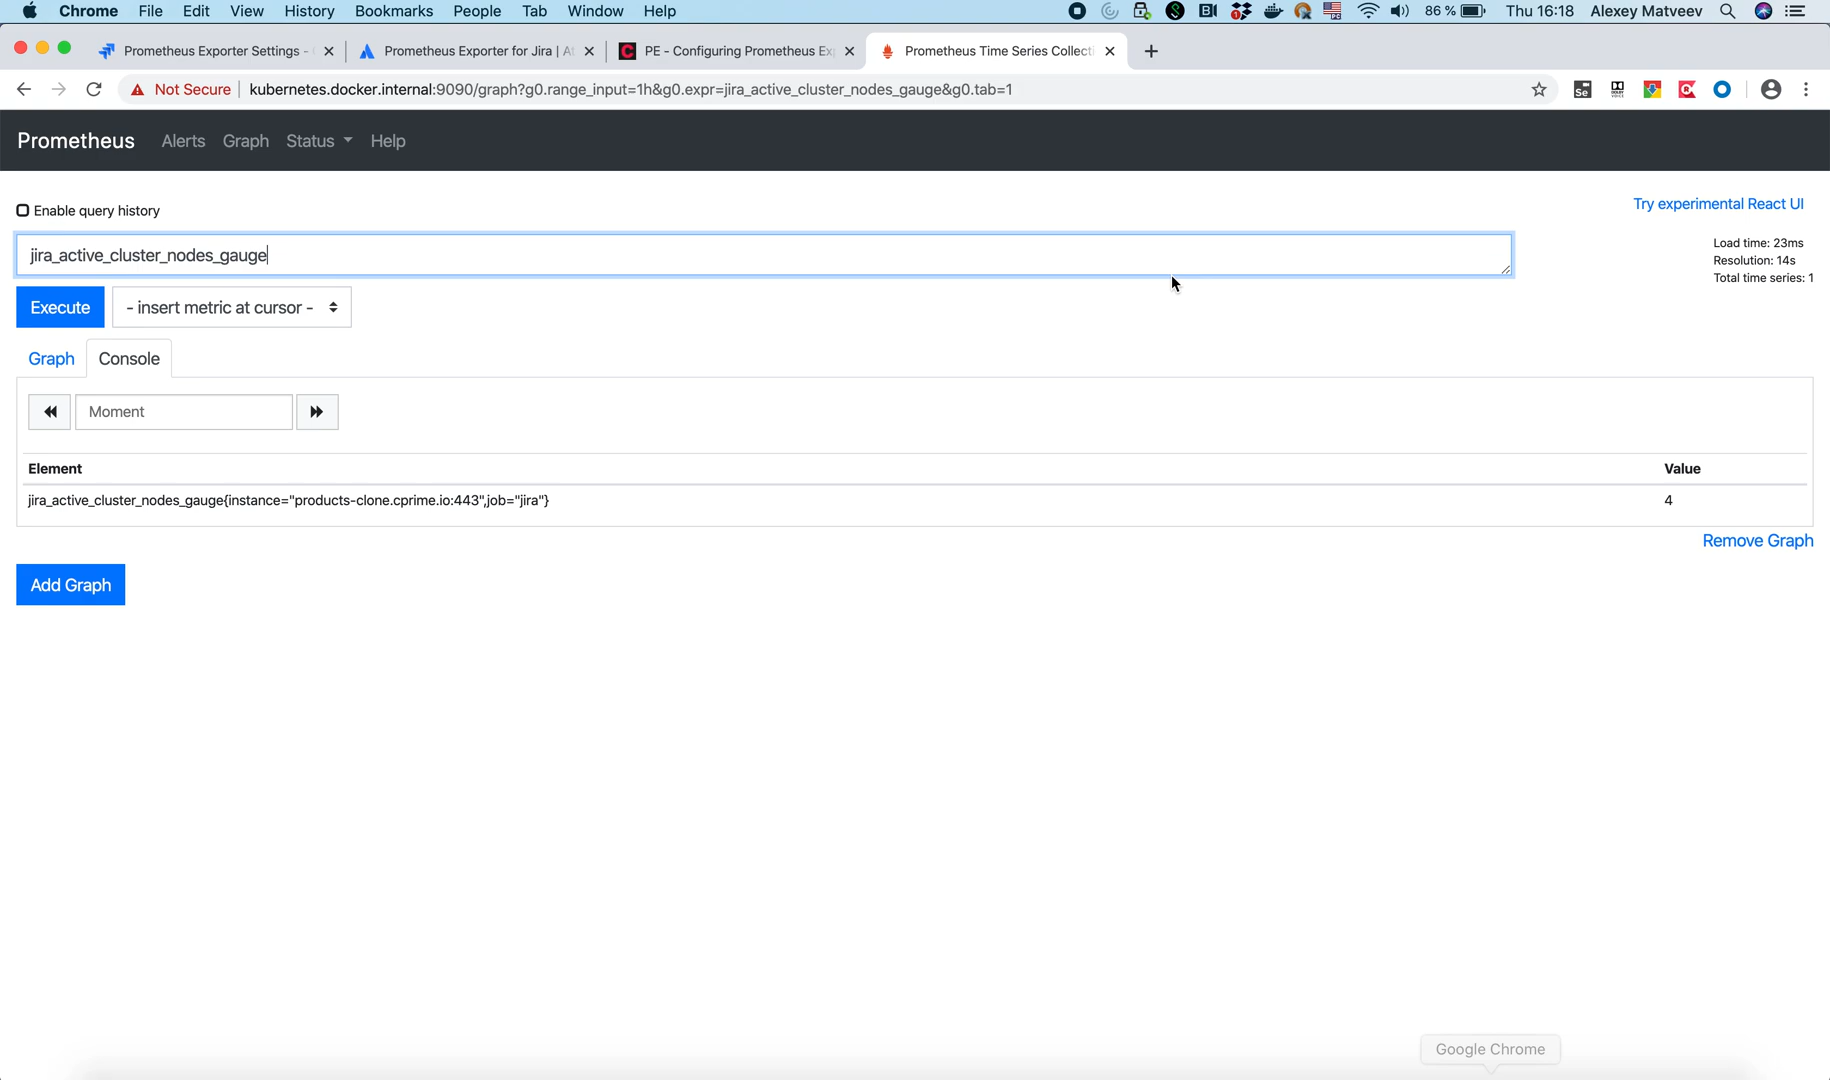 Chrome File Edit View History Bookmarks People Tab Window Help 86 % Thu 16:18 Alexey Matveev
Prometheus Exporter Settings - Prometheus Exporter for Jira | A PE - Configuring Prometheus Ex Prometheus Time Series Collecti
Not Secure kubernetes.docker.internal:9090/graph?g0.range_input=1h&g0.expr=jira_active_cluster_nodes_gauge&g0.tab=1
Prometheus Alerts Graph Status Help
Enable query history
Try experimental React UI
jira_active_cluster_nodes_gauge
Load time: 23ms
Resolution: 14s
Total time series: 1
Execute - insert metric at cursor -
Graph Console
Moment
Element Value
jira_active_cluster_nodes_gauge{instance="products-clone.cprime.io:443",job="jira"} 4
Remove Graph
Add Graph
Google Chrome